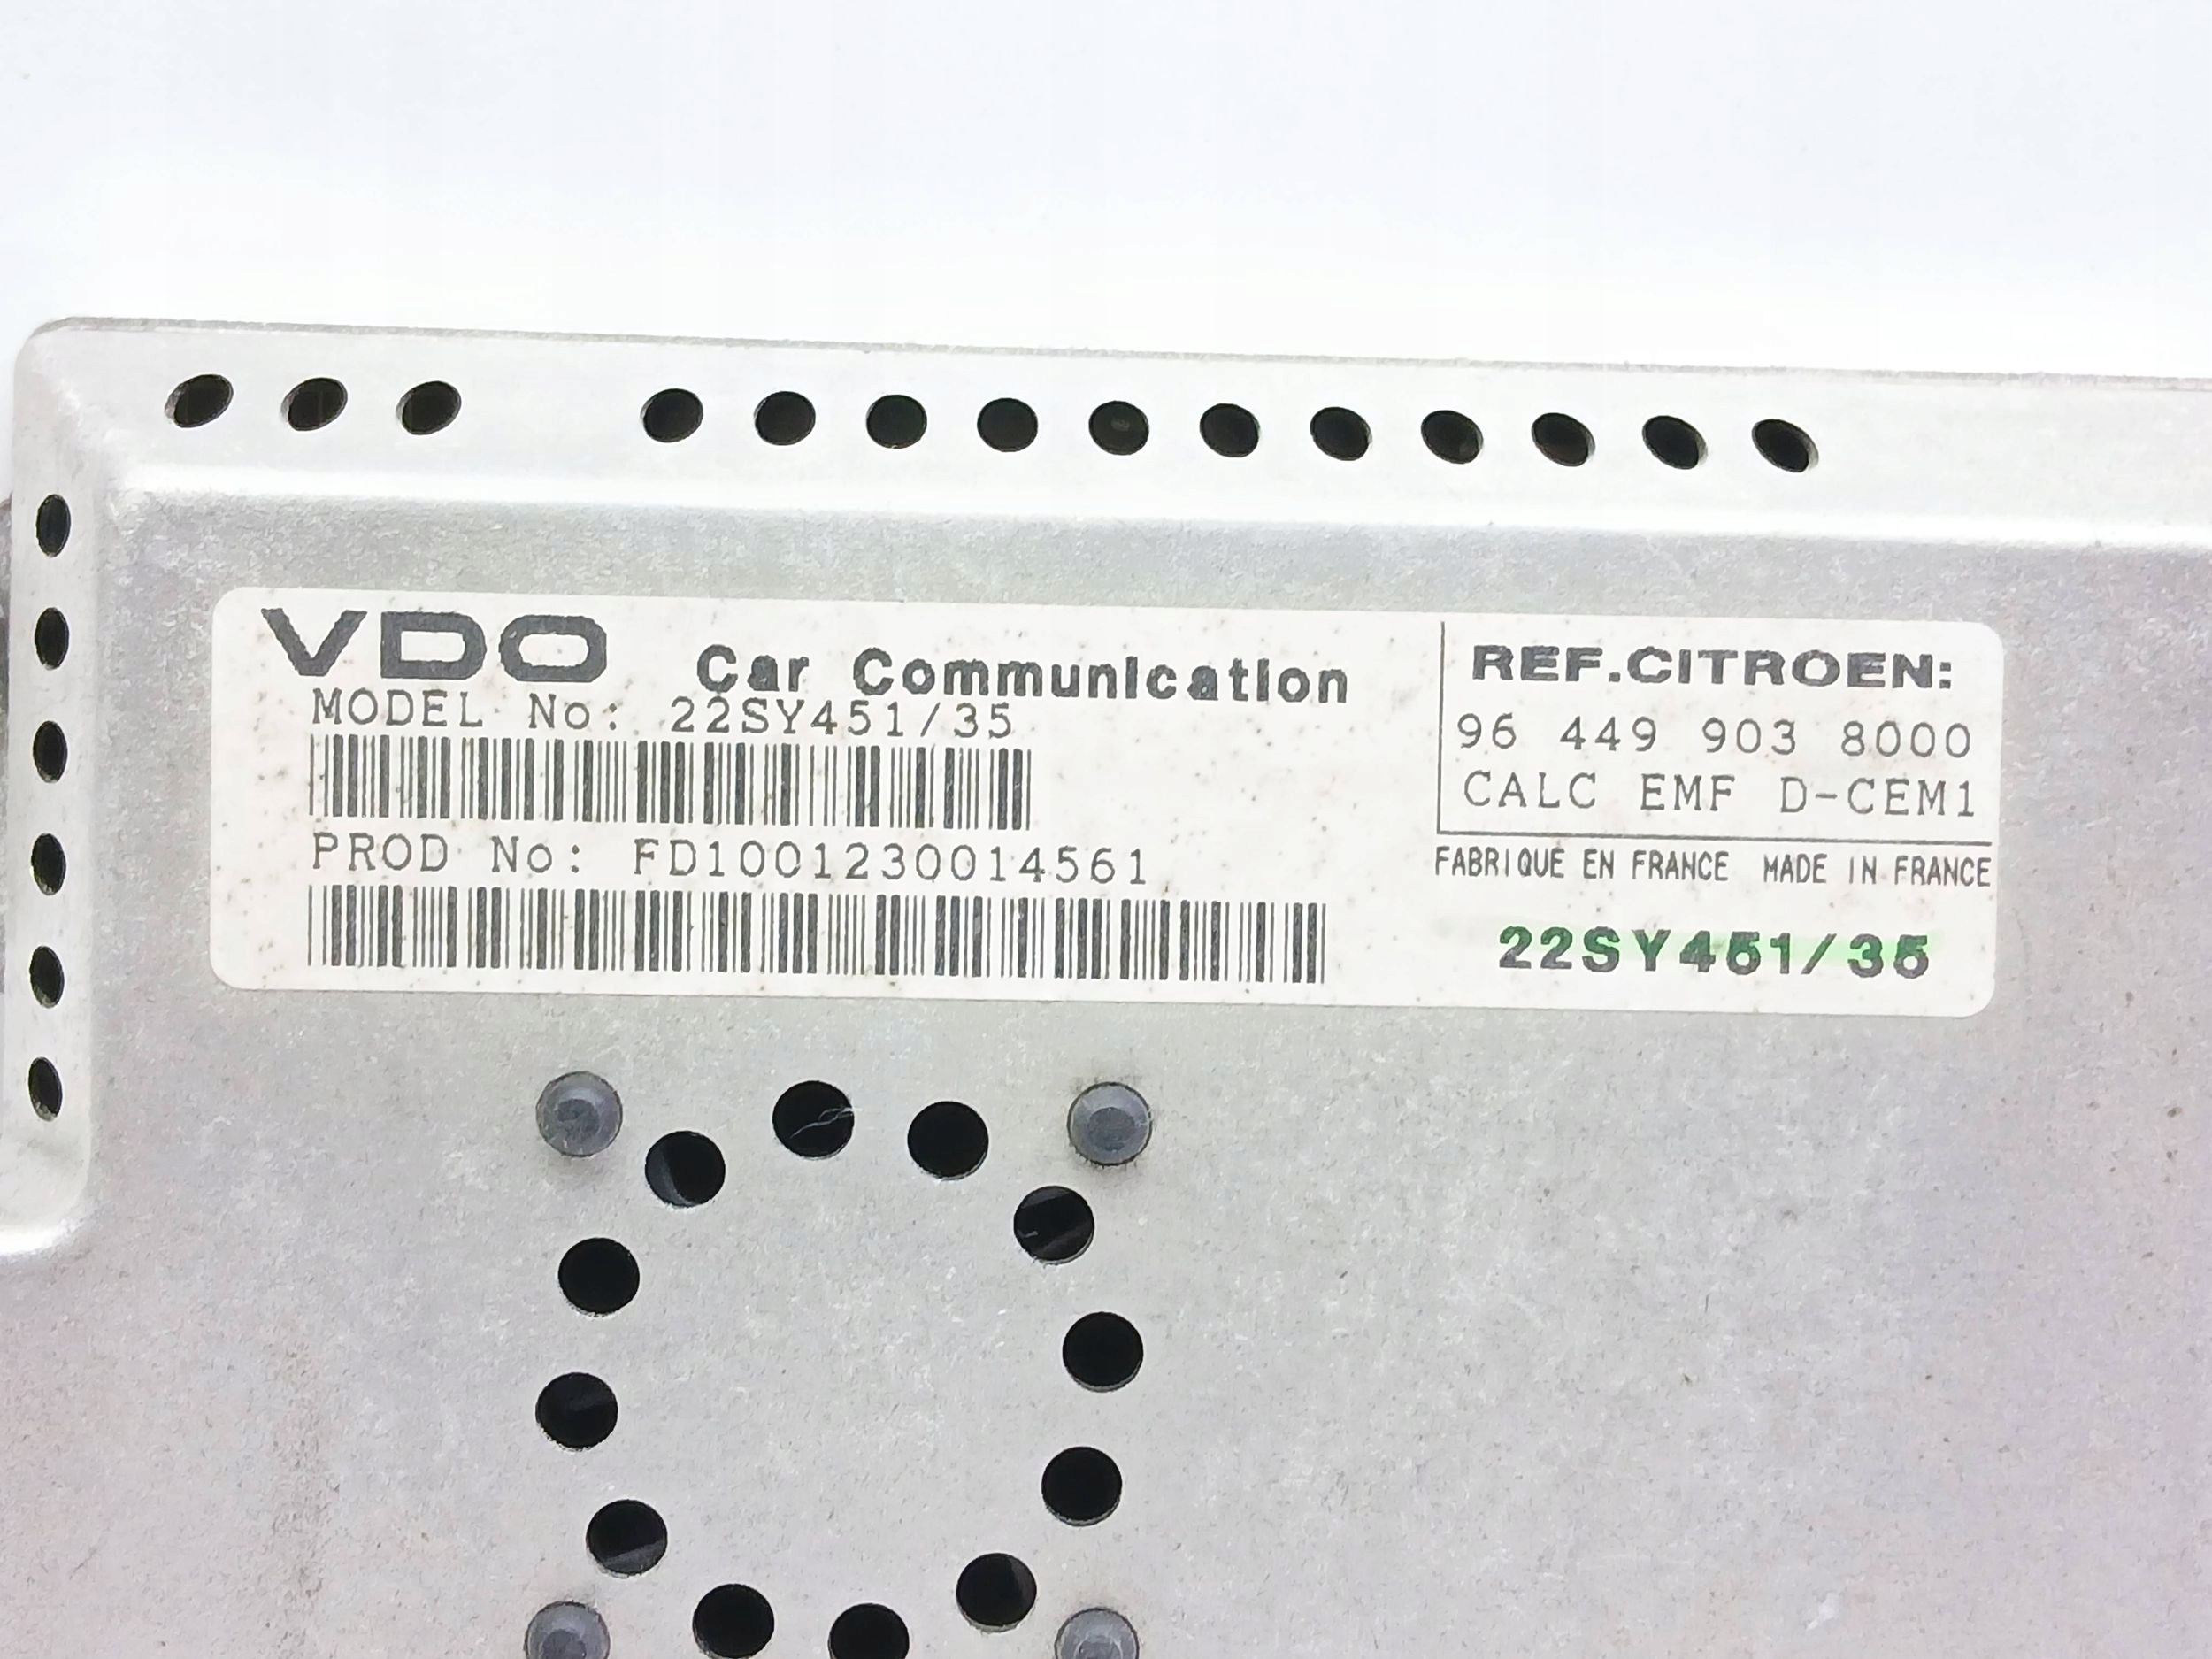 VDO Car Communication
MODEL No: 22SY451/35
PROD No: FD1001230014561
REF.CITROEN:
96 449 903 8000
CALC EMF D-CEM1
FABRIQUE EN FRANCE MADE IN FRANCE
22SY451/35